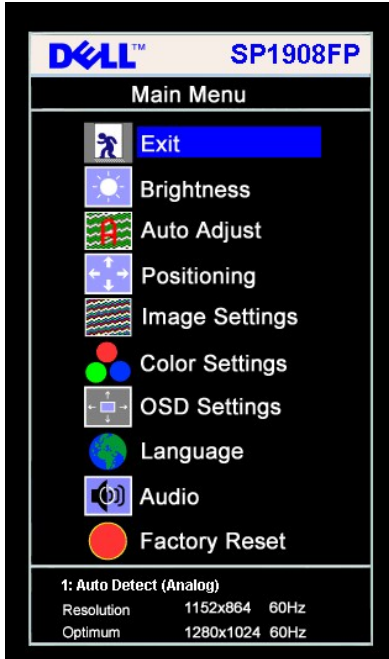 DELL™ SP1908FP
Main Menu
Exit
Brightness
Auto Adjust
Positioning
Image Settings
Color Settings
OSD Settings
Language
Audio
Factory Reset
1: Auto Detect (Analog)
Resolution 1152x864 60Hz
Optimum 1280x1024 60Hz